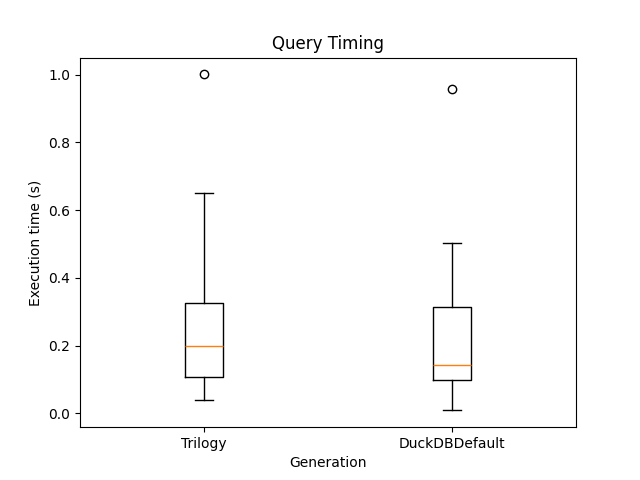 Query Timing
Execution time (s)
1.0
0.8
0.6
0.4
0.2
0.0
Trilogy
DuckDBDefault
Generation